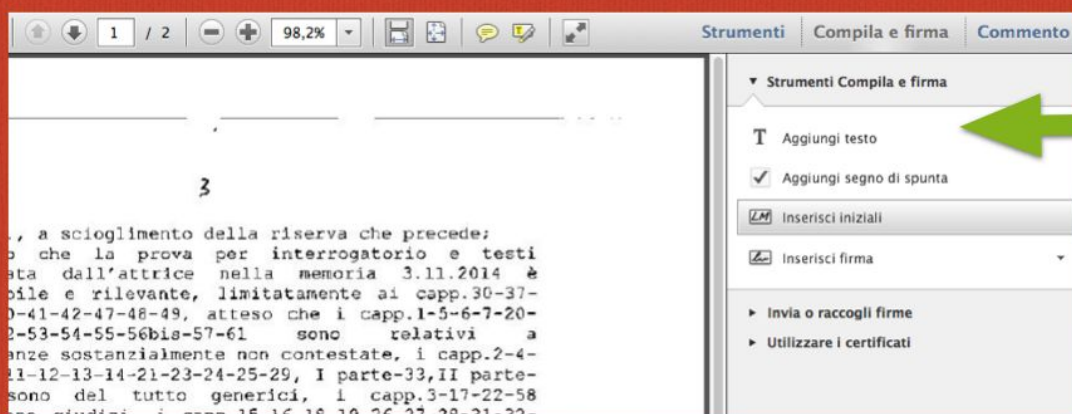 1 / 2 98,2% Strumenti Compila e firma Commento
Strumenti Compila e firma
T Aggiungi testo
Aggiungi segno di spunta
LM Inserisci iniziali
Inserisci firma
Invia o raccogli firme
Utilizzare i certificati
3
, a scioglimento della riserva che precede;
che la prova per interrogatorio e testi
dall'attrice nella memoria 3.11.2014 è
e rilevante, limitatamente ai capp.30-37-
-41-42-47-48-49, atteso che i capp.1-5-6-7-20-
-53-54-55-56bis-57-61 sono relativi a
sostanzialmente non contestate, i capp.2-4-
11-12-13-14-21-23-24-25-29, I parte-33,II parte-
sono del tutto generici, i capp.3-17-22-58